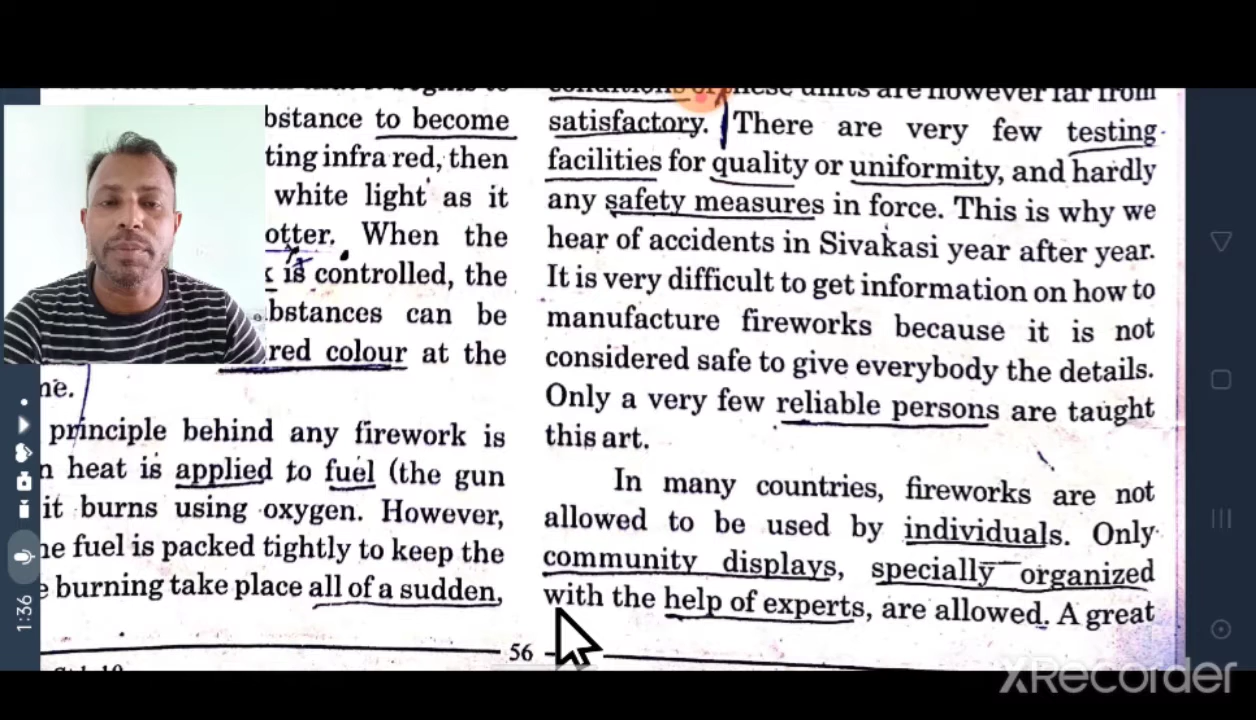 bstance to become
ting infra red, then
white light as it
otter. When the
is controlled, the
bstances can be
red colour at the
me.
principle behind any firework is
n heat is applied to fuel (the gun
it burns using oxygen. However,
he fuel is packed tightly to keep the
e burning take place all of a sudden,
satisfactory. There are very few testing
facilities for quality or uniformity, and hardly
any safety measures in force. This is why we
hear of accidents in Sivakasi year after year.
It is very difficult to get information on how to
manufacture fireworks because it is not
considered safe to give everybody the details.
Only a very few reliable persons are taught
this art.
In many countries, fireworks are not
allowed to be used by individuals. Only
community displays, specially organized
with the help of experts, are allowed. A great
56
1:36
XRecorder